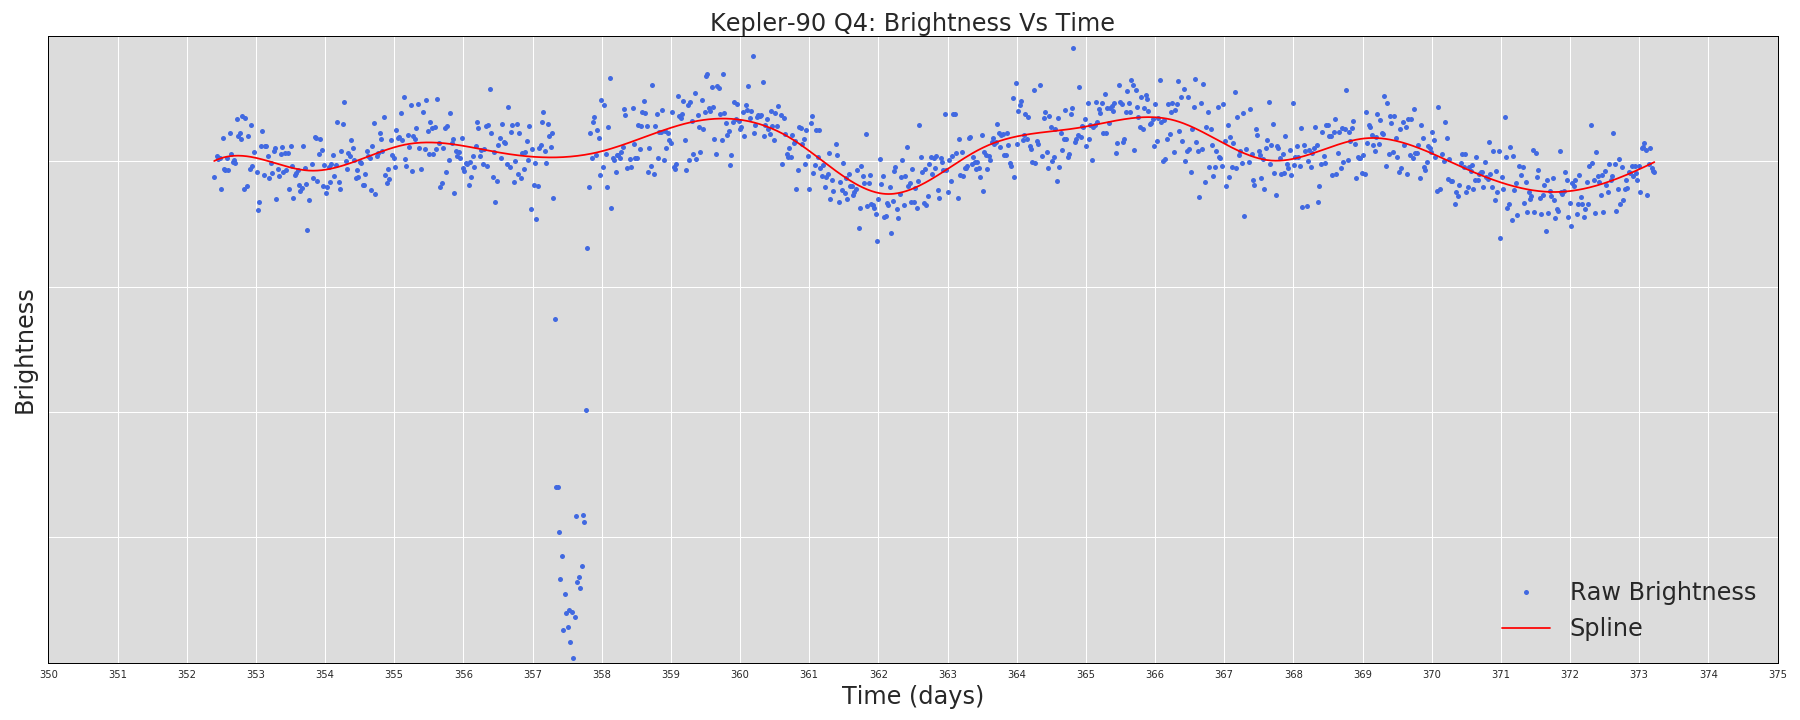 Kepler-90 Q4: Brightness Vs Time
Brightness
Raw Brightness
Spline
350 351 352 353 354 355 356 357 358 359 360 361 362 363 364 365 366 367 368 369 370 371 372 373 374 375
Time (days)